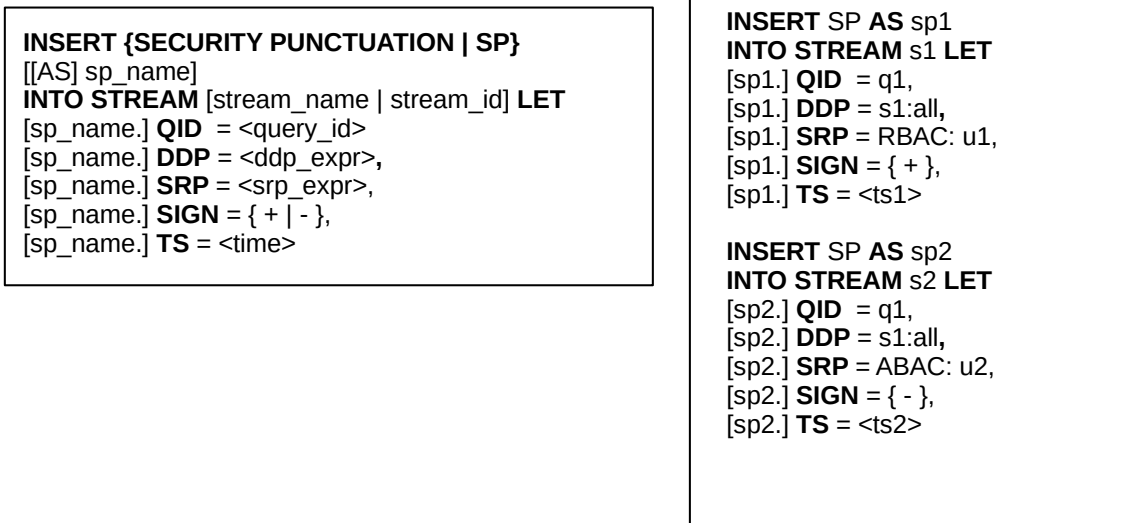 INSERT {SECURITY PUNCTUATION | SP}
[[AS] sp_name]
INTO STREAM [stream_name | stream_id] LET
[sp_name.] QID = <query_id>
[sp_name.] DDP = <ddp_expr>,
[sp_name.] SRP = <srp_expr>,
[sp_name.] SIGN = { + | - },
[sp_name.] TS = <time>
INSERT SP AS sp1
INTO STREAM s1 LET
[sp1.] QID = q1,
[sp1.] DDP = s1:all,
[sp1.] SRP = RBAC: u1,
[sp1.] SIGN = { + },
[sp1.] TS = <ts1>
INSERT SP AS sp2
INTO STREAM s2 LET
[sp2.] QID = q1,
[sp2.] DDP = s1:all,
[sp2.] SRP = ABAC: u2,
[sp2.] SIGN = { - },
[sp2.] TS = <ts2>